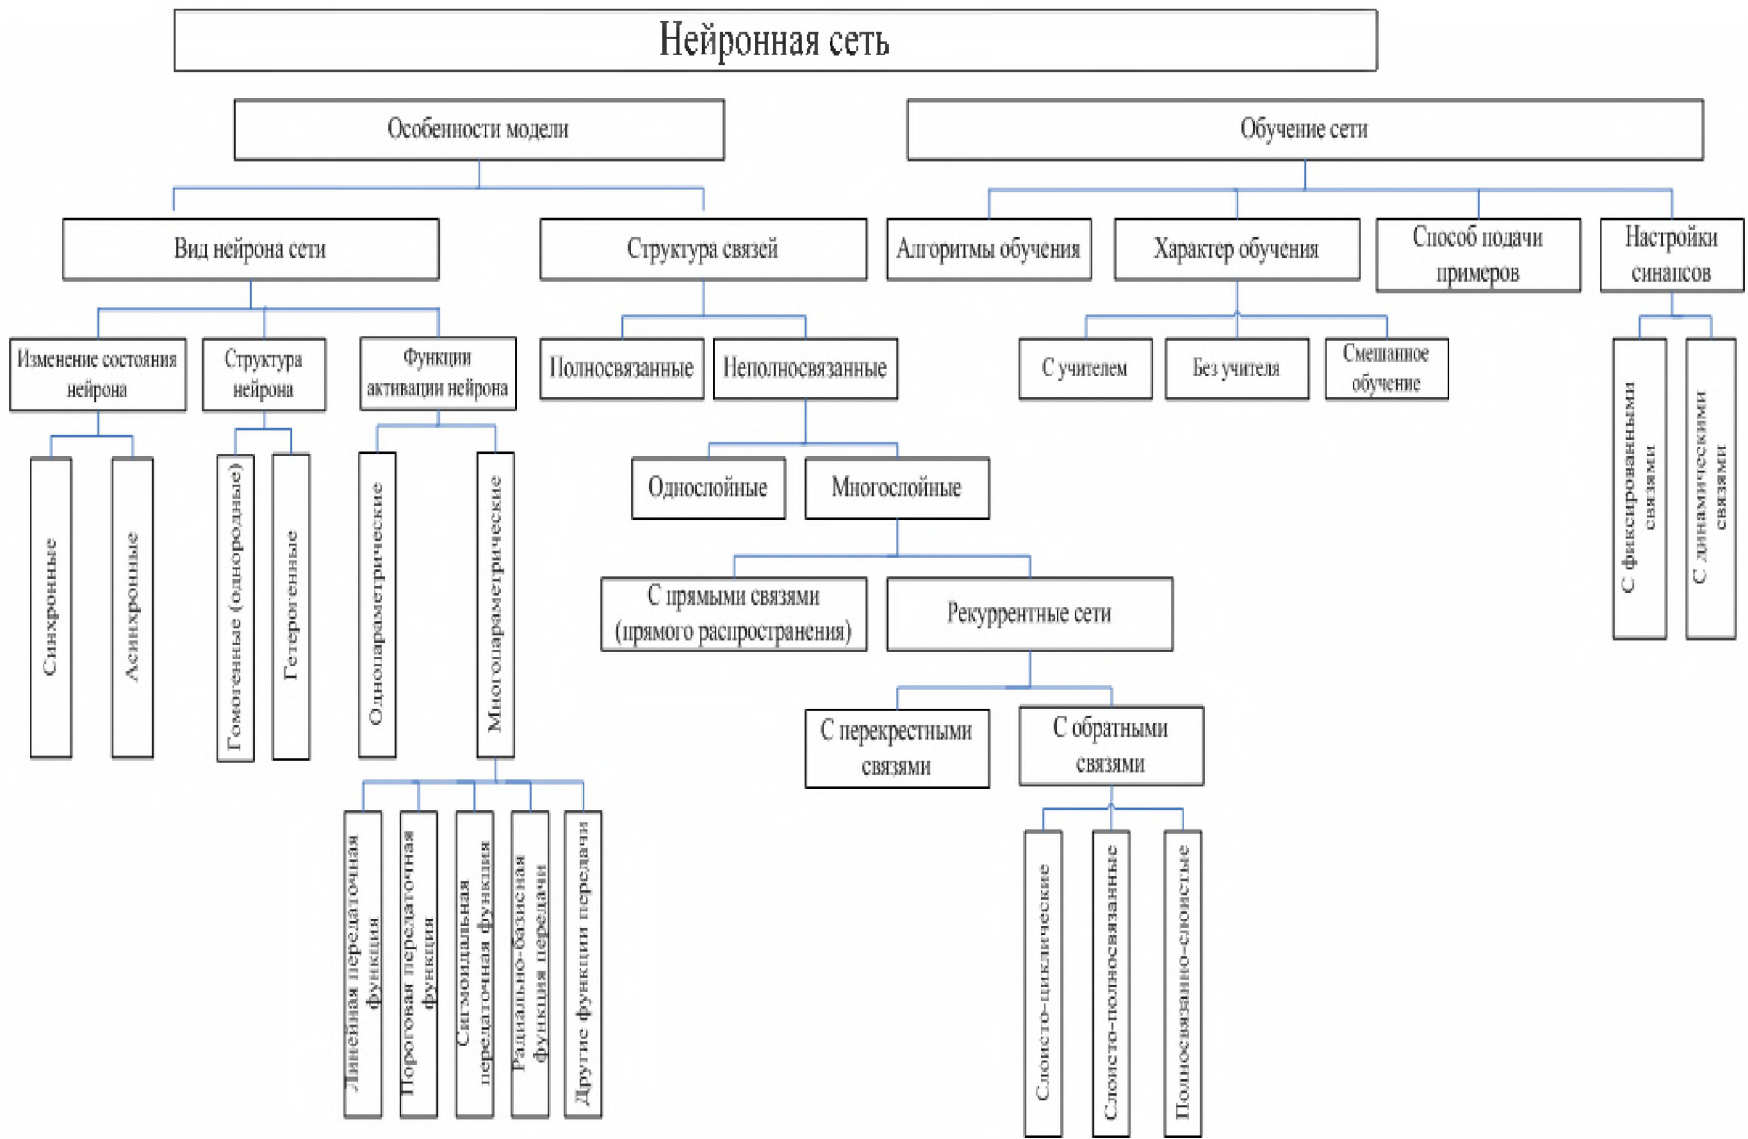 Нейронная сеть
Особенности модели
Обучение сети
Вид нейрона сети
Структура связей
Алгоритмы обучения
Характер обучения
Способ подачи
примеров
Настройки
синапсов
Изменение состояния
нейрона
Структура
нейрона
Функции
активации нейрона
Полносвязанные
Неполносвязанные
С учителем
Без учителя
Смешанное
обучение
С фиксированными
связями
С динамическими
связями
Синхронные
Асинхронные
Гомогенные (однородные)
Гетерогенные
Однопараметрические
Многопараметрические
Однослойные
Многослойные
С прямыми связями
(прямого распространения)
Рекуррентные сети
С перекрестными
связями
С обратными
связями
Линейная передаточная
функция
Пороговая передаточная
функция
Сигмоидальная
передаточная функция
Радиально-базисная
функция передачи
Другие функции передачи
Слоисто-циклические
Слоисто-полносвязанные
Полносвязанно-слоистые